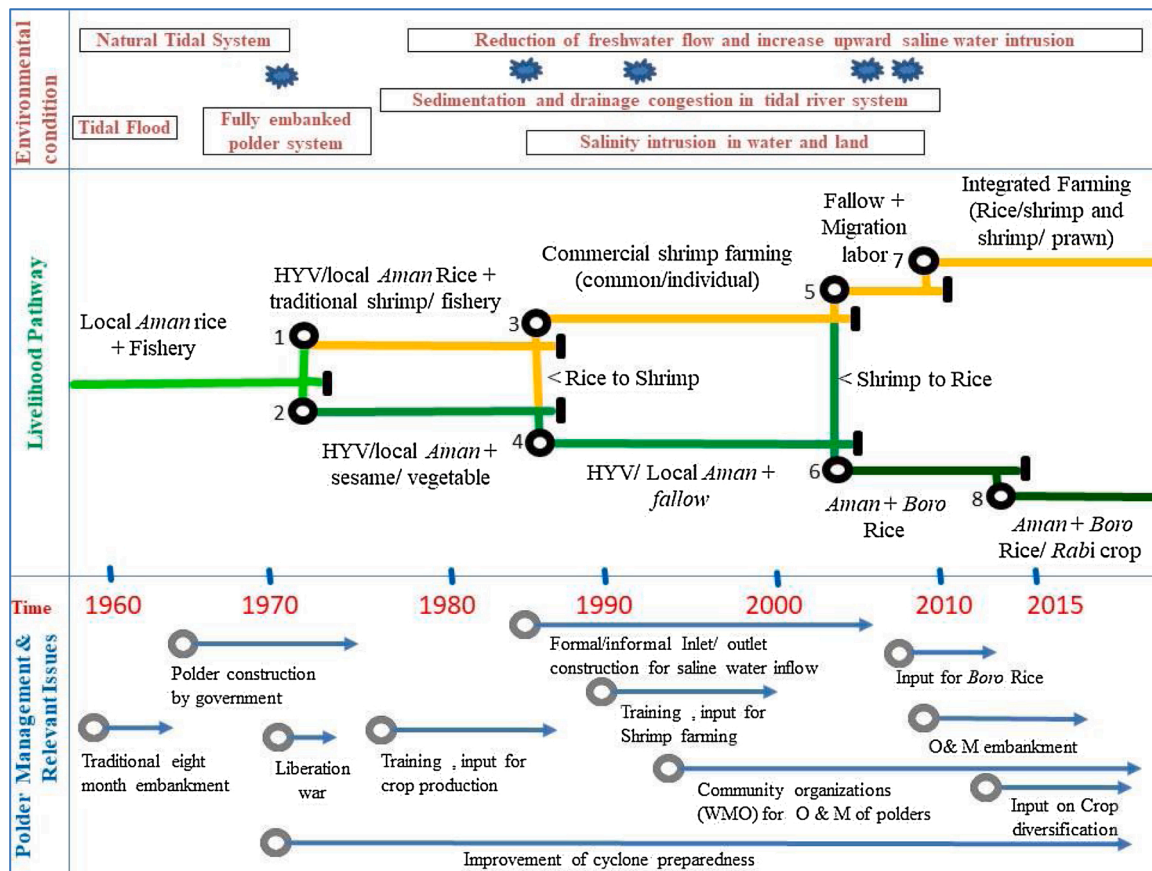 Environmental
condition
Natural Tidal System
Reduction of freshwater flow and increase upward saline water intrusion
Sedimentation and drainage congestion in tidal river system
Tidal Flood
Fully embanked
polder system
Salinity intrusion in water and land
Livelihood Pathway
Local Aman rice
+ Fishery
HYV/local Aman Rice +
traditional shrimp/ fishery
Commercial shrimp farming
(common/individual)
Fallow +
Migration
labor
Integrated Farming
(Rice/shrimp and
shrimp/ prawn)
1
3
5
7
< Rice to Shrimp
< Shrimp to Rice
2
4
6
8
HYV/local Aman +
sesame/ vegetable
HYV/ Local Aman +
fallow
Aman + Boro
Rice
Aman + Boro
Rice/ Rabi crop
Time
1960
1970
1980
1990
2000
2010
2015
Polder Management &
Relevant Issues
Polder construction
by government
Formal/informal Inlet/ outlet
construction for saline water inflow
Input for Boro Rice
Training , input for
Shrimp farming
Traditional eight
month embankment
Liberation
war
Training , input for
crop production
O& M embankment
Community organizations
(WMO) for O & M of polders
Input on Crop
diversification
Improvement of cyclone preparedness